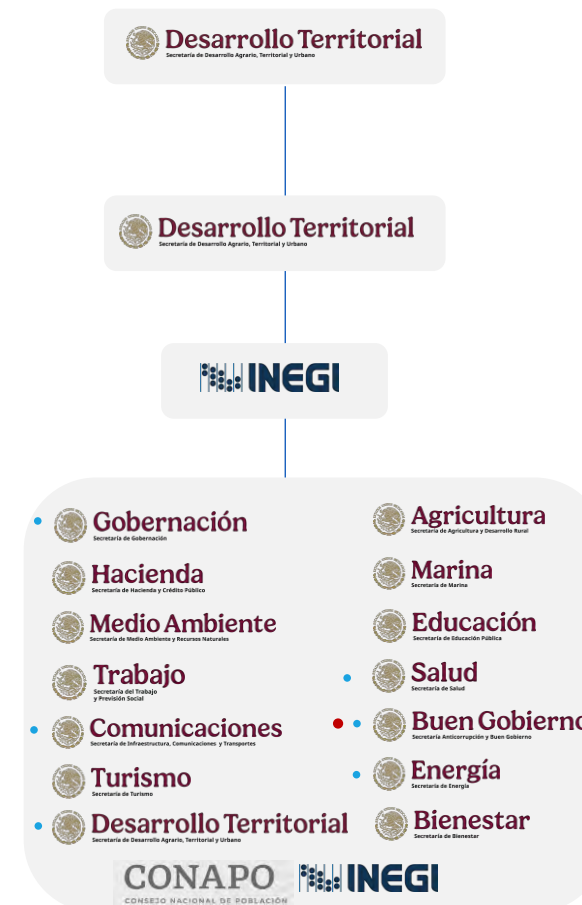 Desarrollo Territorial
Secretaría de Desarrollo Agrario, Territorial y Urbano
Desarrollo Territorial
Secretaría de Desarrollo Agrario, Territorial y Urbano
INEGI
Gobernación
Secretaría de Gobernación
Hacienda
Secretaría de Hacienda y Crédito Público
Medio Ambiente
Secretaría de Medio Ambiente y Recursos Naturales
Trabajo
Secretaría del Trabajo
y Previsión Social
Comunicaciones
Secretaría de Infraestructura, Comunicaciones y Transportes
Turismo
Secretaría de Turismo
Desarrollo Territorial
Secretaría de Desarrollo Agrario, Territorial y Urbano
Agricultura
Secretaría de Agricultura y Desarrollo Rural
Marina
Secretaría de Marina
Educación
Secretaría de Educación Pública
Salud
Secretaría de Salud
Buen Gobierno
Secretaría Anticorrupción y Buen Gobierno
Energía
Secretaría de Energía
Bienestar
Secretaría de Bienestar
CONAPO
CONSEJO NACIONAL DE POBLACIÓN
INEGI